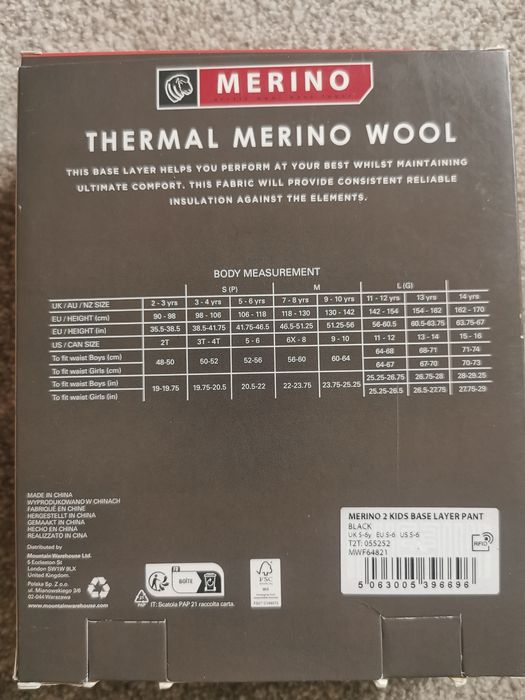 MERINO
THERMAL MERINO WOOL
THIS BASE LAYER HELPS YOU PERFORM AT YOUR BEST WHILST MAINTAINING
ULTIMATE COMFORT. THIS FABRIC WILL PROVIDE CONSISTENT RELIABLE
INSULATION AGAINST THE ELEMENTS.
BODY MEASUREMENT
S (P) M L (G)
UK / AU / NZ SIZE 2 - 3 yrs 3 - 4 yrs 5 - 6 yrs 7 - 8 yrs 9 - 10 yrs 11 - 12 yrs 13 yrs 14 yrs
EU / HEIGHT (cm) 90 - 98 98 - 106 106 - 118 118 - 130 130 - 142 142 - 154 154 - 162 162 - 170
EU / HEIGHT (in) 35.5-38.5 38.5-41.75 41.75-46.5 46.5-51.25 51.25-56 56-60.5 60.5-63.75 63.75-67
US / CAN SIZE 2T 3T - 4T 5 - 6 6X - 8 9 - 10 11 - 12 13 - 14 15 - 16
To fit waist Boys (cm) 48-50 50-52 52-56 56-60 60-64 64-68 68-71 71-74
To fit waist Girls (cm) 64-67 67-70 70-73
To fit waist Boys (in) 19-19.75 19.75-20.5 20.5-22 22-23.75 23.75-25.25 25.25-26.75 26.75-28 28-29.25
To fit waist Girls (in) 25.25-26.5 26.5-27.75 27.75-29
MADE IN CHINA
WYPRODUKOWANO W CHINACH
FABRIQUÉ EN CHINE
HERGESTELLT IN CHINA
GEMAAKT IN CHINA
HECHO EN CHINA
REALIZZATO IN CINA
Distributed by
Mountain Warehouse Ltd.
5 Eccleston St
London SW1W 9LX
United Kingdom.
Polska Sp. Z o.o.
ul. Mianowskiego 3/6
02-044 Warszawa
www.mountainwarehouse.com
FR
BOÎTE
PAP
IT: Scatola PAP 21 raccolta carta.
FSC
MIX
MERINO 2 KIDS BASE LAYER PANT
BLACK
UK 5-6y EU 5-6 US 5-6
T2T: 055252
MWF64821
RFID
5 063005 396696